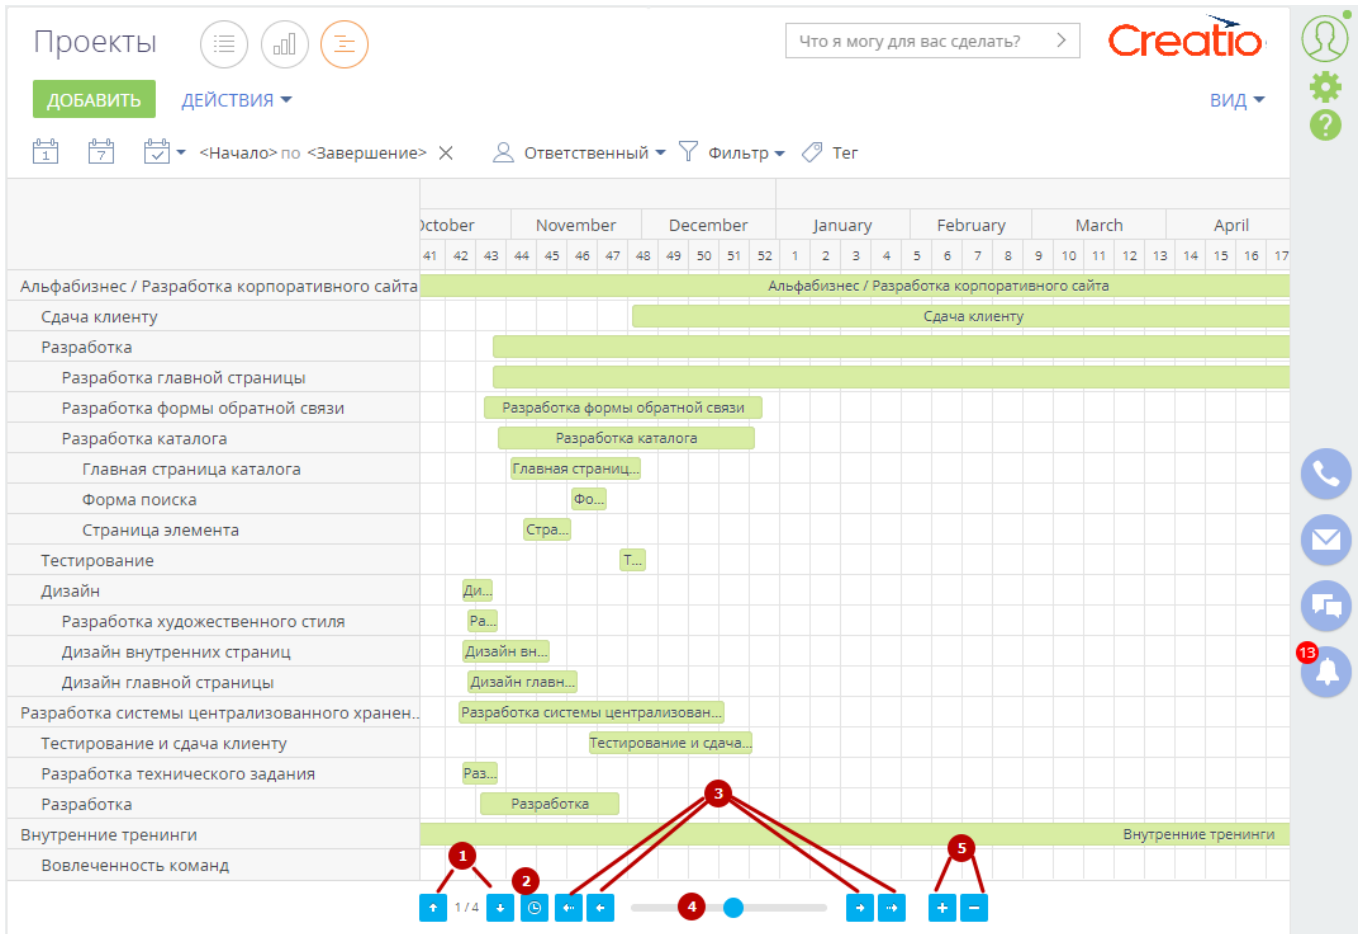 Проекты
Что я могу для вас сделать?
Creatio
ДОБАВИТЬ
ДЕЙСТВИЯ
ВИД
1
7
<Начало> по <Завершение>
Ответственный
Фильтр
Тег
October November December January February March April
41 42 43 44 45 46 47 48 49 50 51 52 1 2 3 4 5 6 7 8 9 10 11 12 13 14 15 16 17
Альфабизнес / Разработка корпоративного сайта Альфабизнес / Разработка корпоративного сайта
Сдача клиенту Сдача клиенту
Разработка
Разработка главной страницы
Разработка формы обратной связи Разработка формы обратной связи
Разработка каталога Разработка каталога
Главная страница каталога Главная страниц...
Форма поиска Фо...
Страница элемента Стра...
Тестирование Т...
Дизайн Ди...
Разработка художественного стиля Ра...
Дизайн внутренних страниц Дизайн вн...
13
Дизайн главной страницы Дизайн главн...
Разработка системы централизованного хранен.. Разработка системы централизован...
Тестирование и сдача клиенту Тестирование и сдача...
Разработка технического задания Раз...
3
Разработка Разработка
Внутренние тренинги Внутренние тренинги
1
5
Вовлеченность команд
2
1 / 4
4